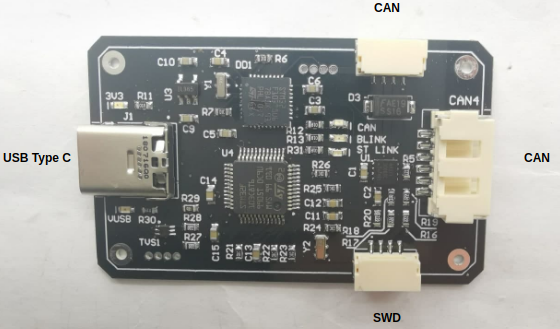 CAN
C10
C4
DD1
R6
3V3
R11
U3
Y1
C6
D3
CAN4
J1
C9
R7
C3
C5
R12
CAN
R13
BLINK
R31
ST LINK
USB Type C
U4
U1
R5
CAN
R26
C1
C14
R25
C2
R29
C12
VUSB
R30
R28
C11
R20
R27
R24
R18
R15
TVS1
R17
R16
C15
R21
C13
R22
R23
Y2
SWD